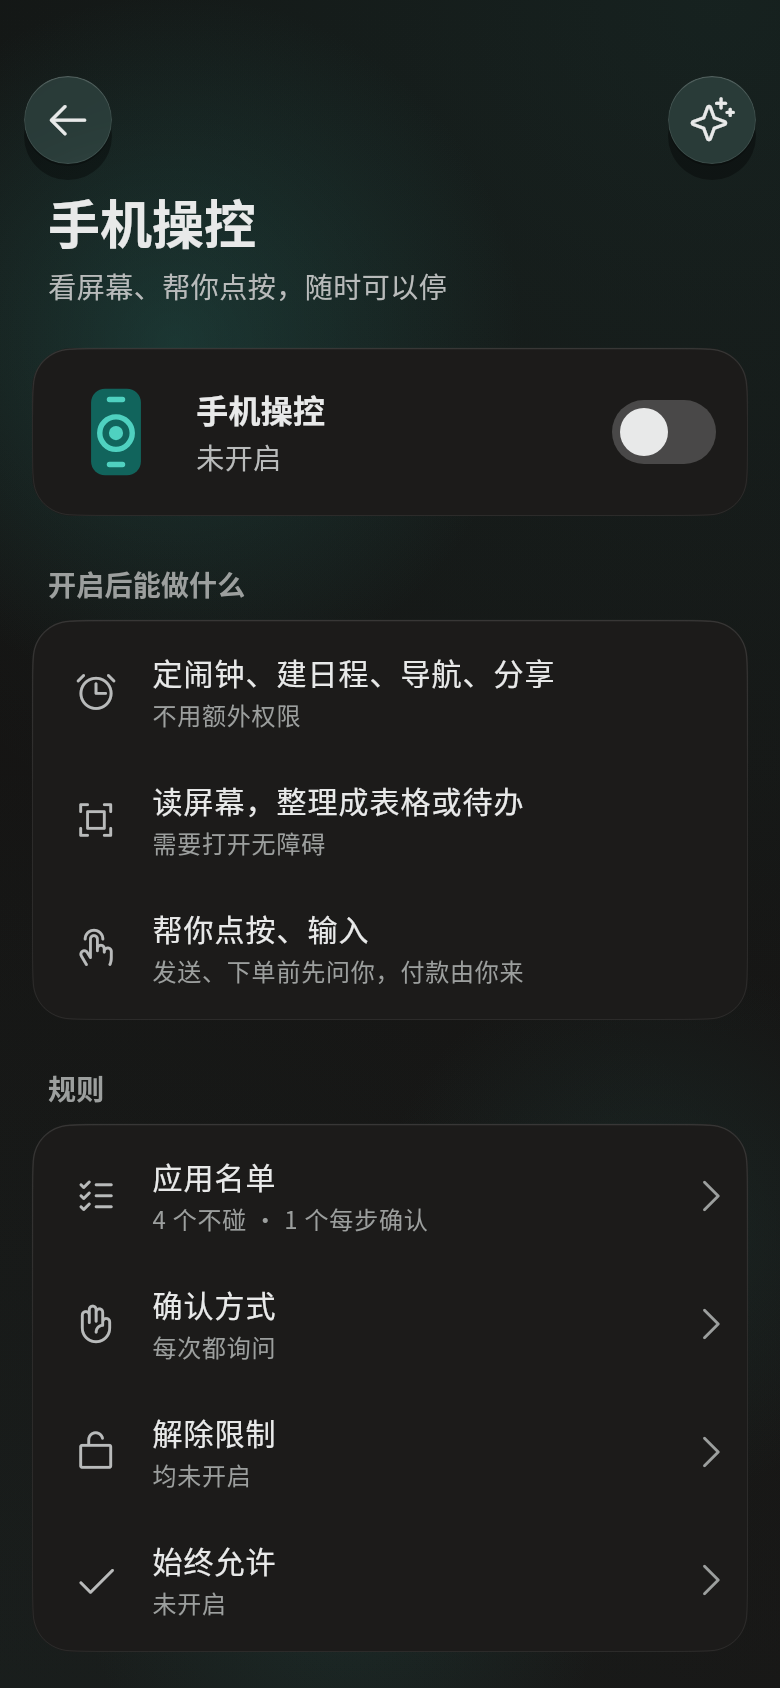 手机操控
看屏幕、帮你点按，随时可以停
手机操控
未开启
开启后能做什么
定闹钟、建日程、导航、分享
不用额外权限
读屏幕，整理成表格或待办
需要打开无障碍
帮你点按、输入
发送、下单前先问你，付款由你来
规则
应用名单
4 个不碰 · 1 个每步确认
确认方式
每次都询问
解除限制
均未开启
始终允许
未开启